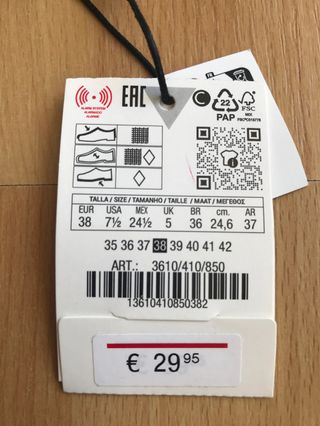 ALARM SYSTEM
ALARMADO
ALARME
EAC
C
22
PAP
FSC
MIX
TALLA / SIZE / TAMANHO / TAILLE / MAAT / ΜΕΓΕΘΟΣ
EUR USA MEX UK BR cm. AR
38 7½ 24½ 5 36 24,6 37
35 36 37 38 39 40 41 42
ART.: 3610/410/850
13610410850382
€ 29 95